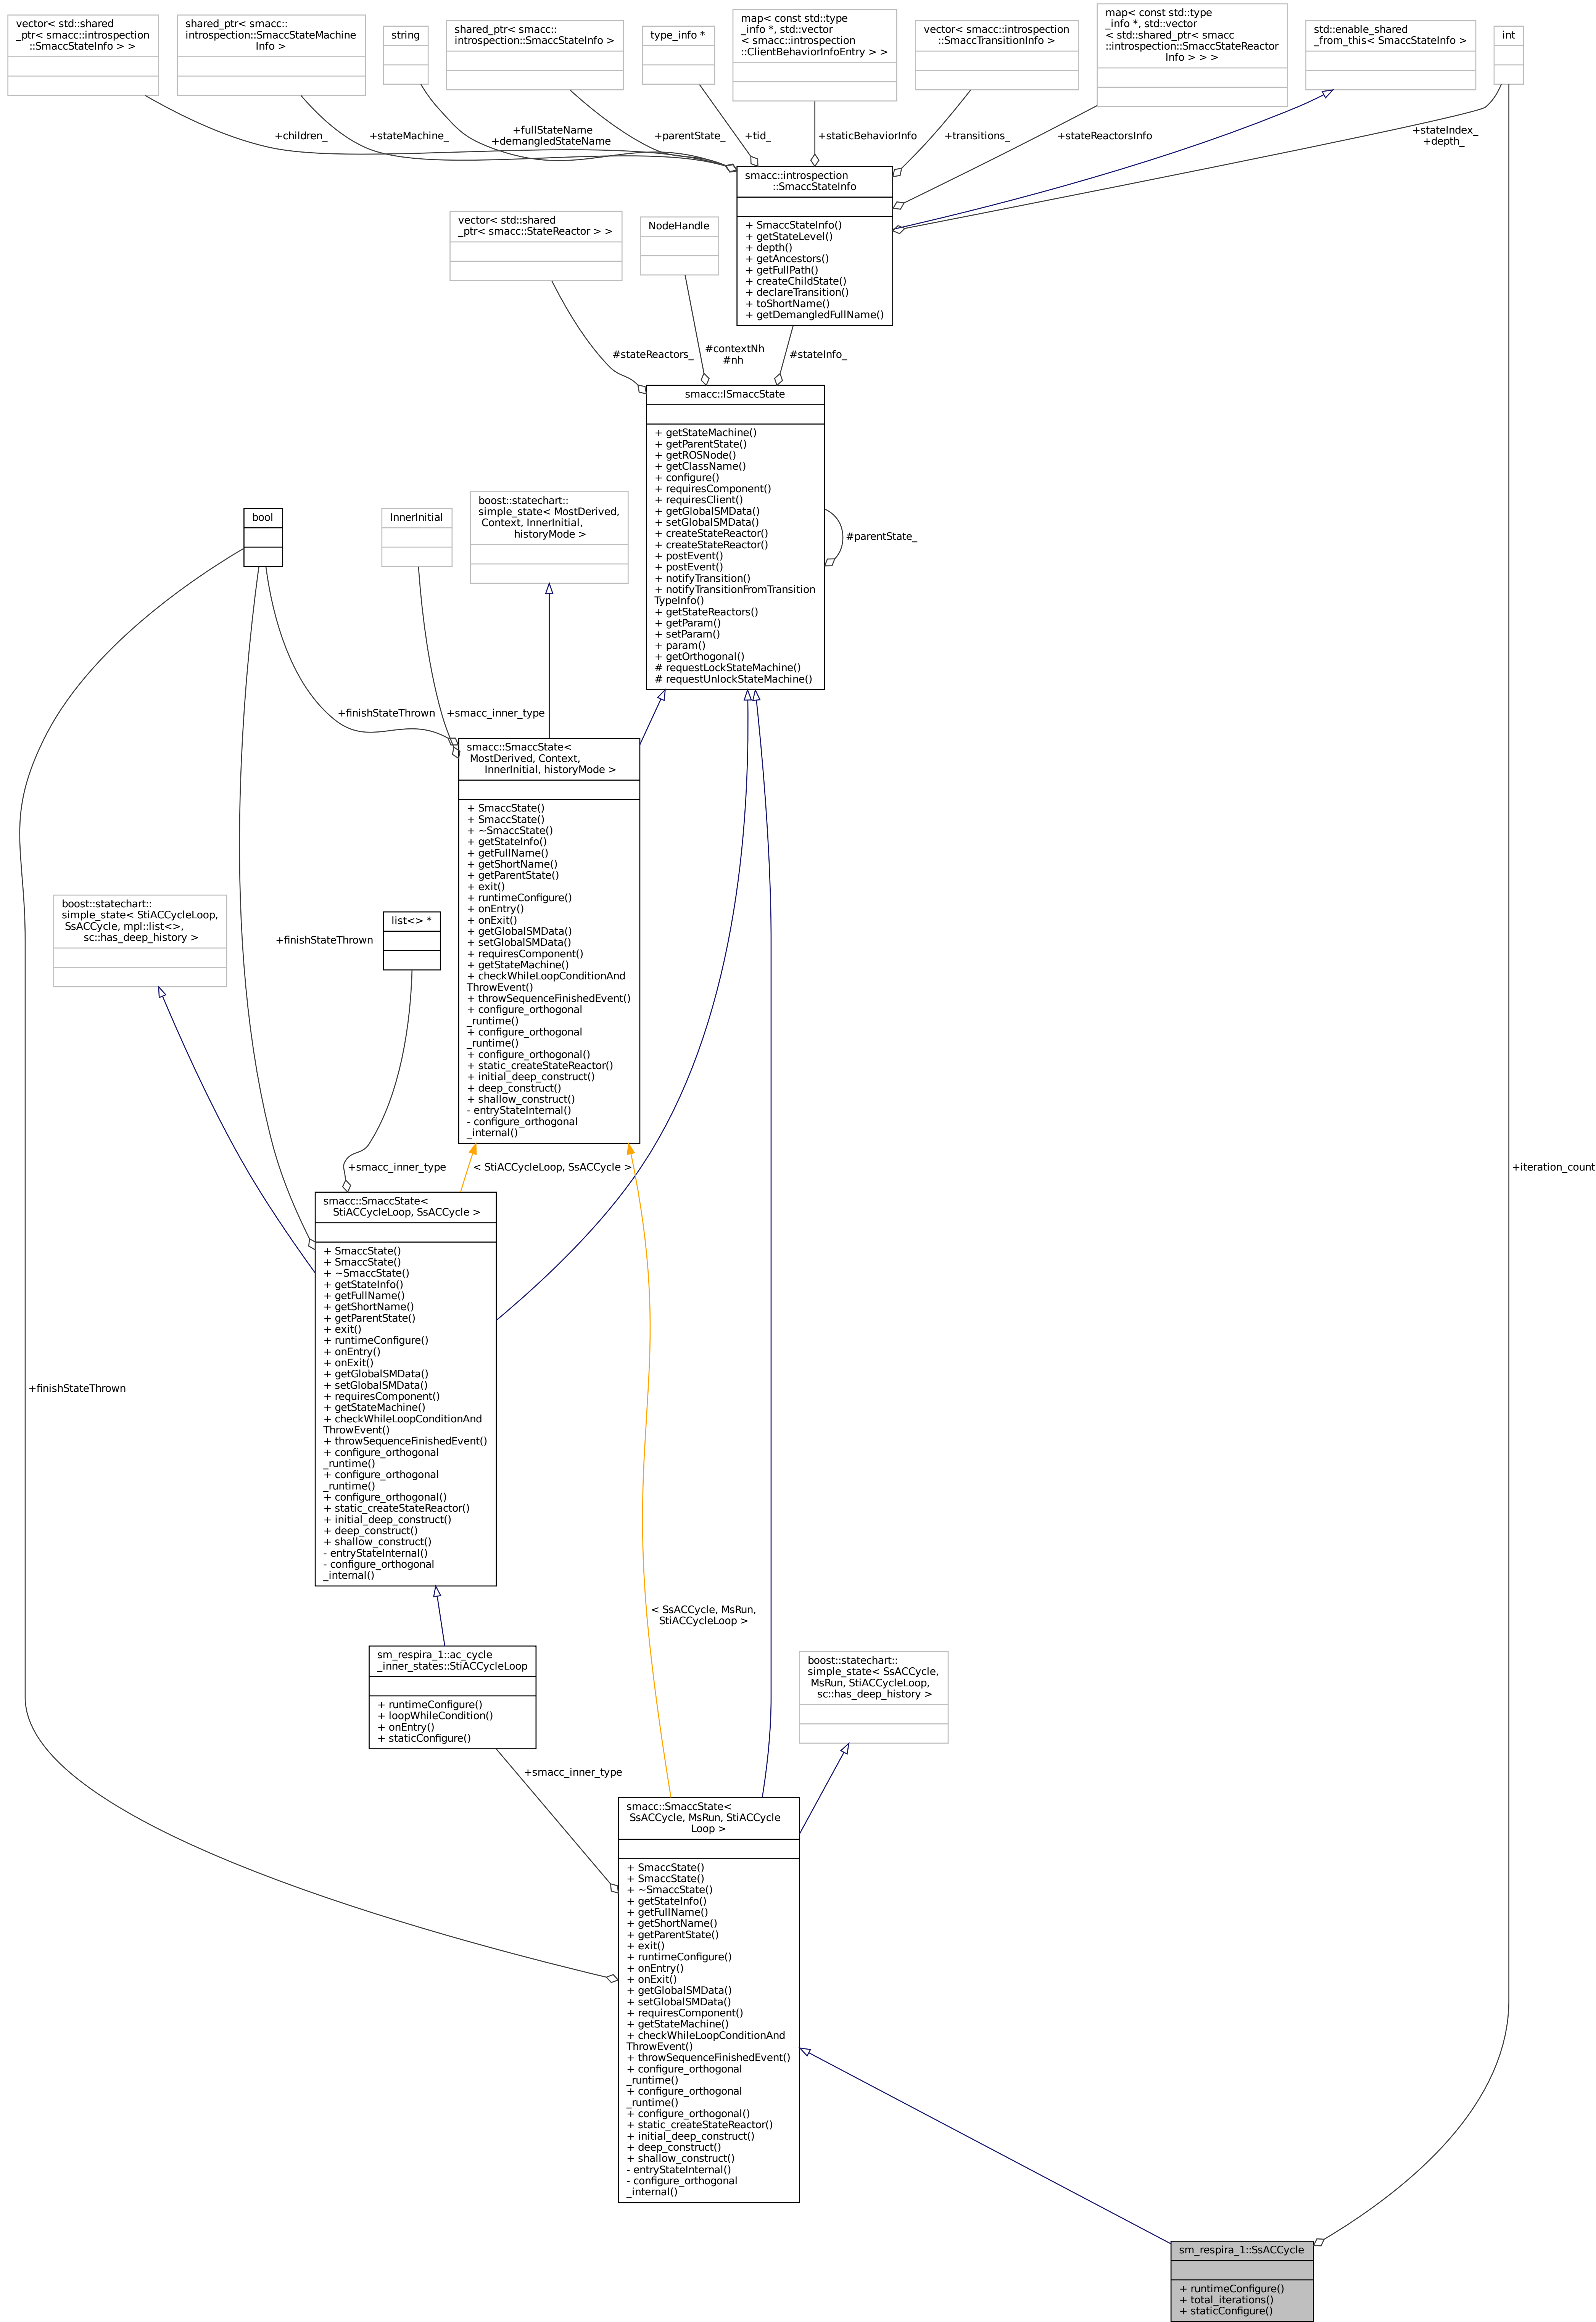 vector< std::shared
_ptr< smacc::introspection
::SmaccStateInfo > >
shared_ptr< smacc::
introspection::SmaccStateMachine
Info >
string
shared_ptr< smacc::
introspection::SmaccStateInfo >
type_info *
map< const std::type
_info *, std::vector
< smacc::introspection
::ClientBehaviorInfoEntry > >
vector< smacc::introspection
::SmaccTransitionInfo >
map< const std::type
_info *, std::vector
< std::shared_ptr< smacc
::introspection::SmaccStateReactor
Info > > >
std::enable_shared
_from_this< SmaccStateInfo >
int
+children_
+stateMachine_
+fullStateName
+demangledStateName
+parentState_
+tid_
+staticBehaviorInfo
+transitions_
+stateReactorsInfo
+stateIndex_
+depth_
smacc::introspection
::SmaccStateInfo
+ SmaccStateInfo()
+ getStateLevel()
+ depth()
+ getAncestors()
+ getFullPath()
+ createChildState()
+ declareTransition()
+ toShortName()
+ getDemangledFullName()
vector< std::shared
_ptr< smacc::StateReactor > >
NodeHandle
#stateReactors_
#contextNh
#nh
#stateInfo_
smacc::ISmaccState
+ getStateMachine()
+ getParentState()
+ getROSNode()
+ getClassName()
+ configure()
+ requiresComponent()
+ requiresClient()
+ getGlobalSMData()
+ setGlobalSMData()
+ createStateReactor()
+ createStateReactor()
+ postEvent()
+ postEvent()
+ notifyTransition()
+ notifyTransitionFromTransition
TypeInfo()
+ getStateReactors()
+ getParam()
+ setParam()
+ param()
+ getOrthogonal()
# requestLockStateMachine()
# requestUnlockStateMachine()
#parentState_
bool
InnerInitial
boost::statechart::
simple_state< MostDerived,
Context, InnerInitial,
historyMode >
+finishStateThrown
+smacc_inner_type
smacc::SmaccState<
MostDerived, Context,
InnerInitial, historyMode >
+ SmaccState()
+ SmaccState()
+ ~SmaccState()
+ getStateInfo()
+ getFullName()
+ getShortName()
+ getParentState()
+ exit()
+ runtimeConfigure()
+ onEntry()
+ onExit()
+ getGlobalSMData()
+ setGlobalSMData()
+ requiresComponent()
+ getStateMachine()
+ checkWhileLoopConditionAnd
ThrowEvent()
+ throwSequenceFinishedEvent()
+ configure_orthogonal
_runtime()
+ configure_orthogonal
_runtime()
+ configure_orthogonal()
+ static_createStateReactor()
+ initial_deep_construct()
+ deep_construct()
+ shallow_construct()
- entryStateInternal()
- configure_orthogonal
_internal()
boost::statechart::
simple_state< StiACCycleLoop,
SsACCycle, mpl::list<>,
sc::has_deep_history >
+finishStateThrown
list<> *
+smacc_inner_type
< StiACCycleLoop, SsACCycle >
+iteration_count
smacc::SmaccState<
StiACCycleLoop, SsACCycle >
+ SmaccState()
+ SmaccState()
+ ~SmaccState()
+ getStateInfo()
+ getFullName()
+ getShortName()
+ getParentState()
+ exit()
+ runtimeConfigure()
+ onEntry()
+ onExit()
+ getGlobalSMData()
+ setGlobalSMData()
+ requiresComponent()
+ getStateMachine()
+ checkWhileLoopConditionAnd
ThrowEvent()
+ throwSequenceFinishedEvent()
+ configure_orthogonal
_runtime()
+ configure_orthogonal
_runtime()
+ configure_orthogonal()
+ static_createStateReactor()
+ initial_deep_construct()
+ deep_construct()
+ shallow_construct()
- entryStateInternal()
- configure_orthogonal
_internal()
+finishStateThrown
< SsACCycle, MsRun,
StiACCycleLoop >
sm_respira_1::ac_cycle
_inner_states::StiACCycleLoop
+ runtimeConfigure()
+ loopWhileCondition()
+ onEntry()
+ staticConfigure()
boost::statechart::
simple_state< SsACCycle,
MsRun, StiACCycleLoop,
sc::has_deep_history >
+smacc_inner_type
smacc::SmaccState<
SsACCycle, MsRun, StiACCycle
Loop >
+ SmaccState()
+ SmaccState()
+ ~SmaccState()
+ getStateInfo()
+ getFullName()
+ getShortName()
+ getParentState()
+ exit()
+ runtimeConfigure()
+ onEntry()
+ onExit()
+ getGlobalSMData()
+ setGlobalSMData()
+ requiresComponent()
+ getStateMachine()
+ checkWhileLoopConditionAnd
ThrowEvent()
+ throwSequenceFinishedEvent()
+ configure_orthogonal
_runtime()
+ configure_orthogonal
_runtime()
+ configure_orthogonal()
+ static_createStateReactor()
+ initial_deep_construct()
+ deep_construct()
+ shallow_construct()
- entryStateInternal()
- configure_orthogonal
_internal()
sm_respira_1::SsACCycle
+ runtimeConfigure()
+ total_iterations()
+ staticConfigure()